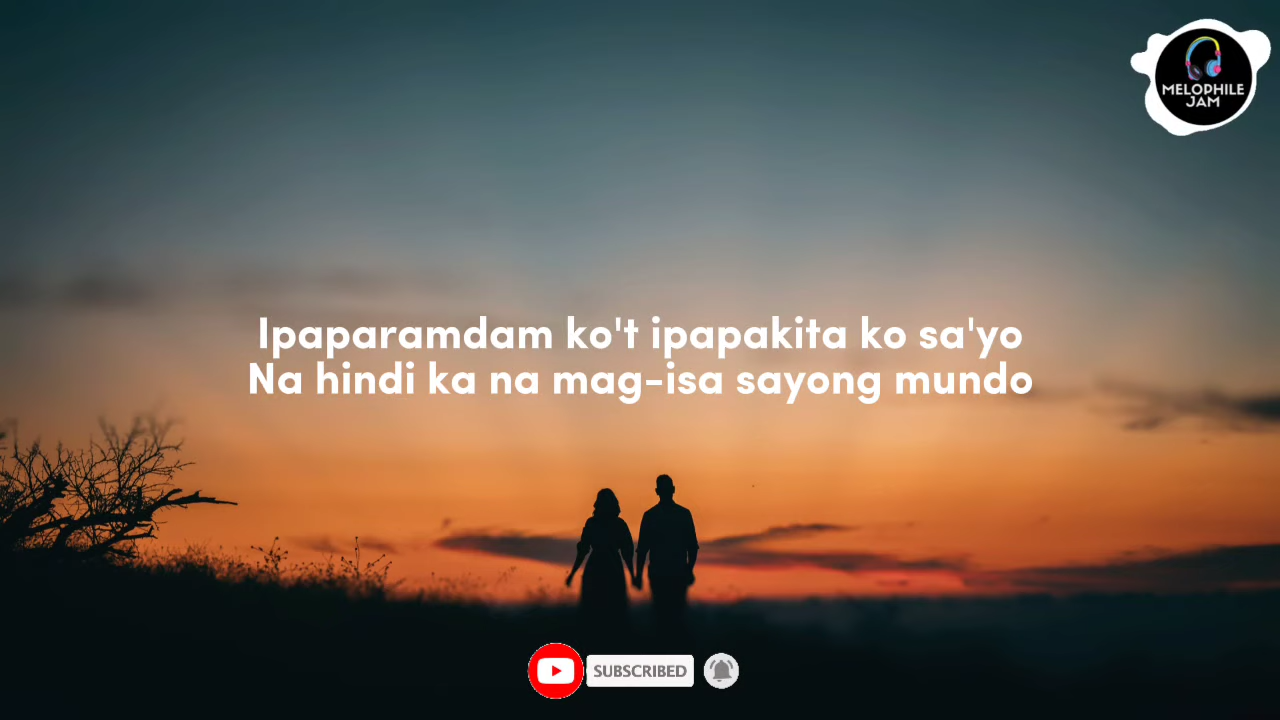 MELOPHILE
JAM
Ipaparamdam ko't ipapakita ko sa'yo
Na hindi ka na mag-isa sayong mundo
SUBSCRIBED